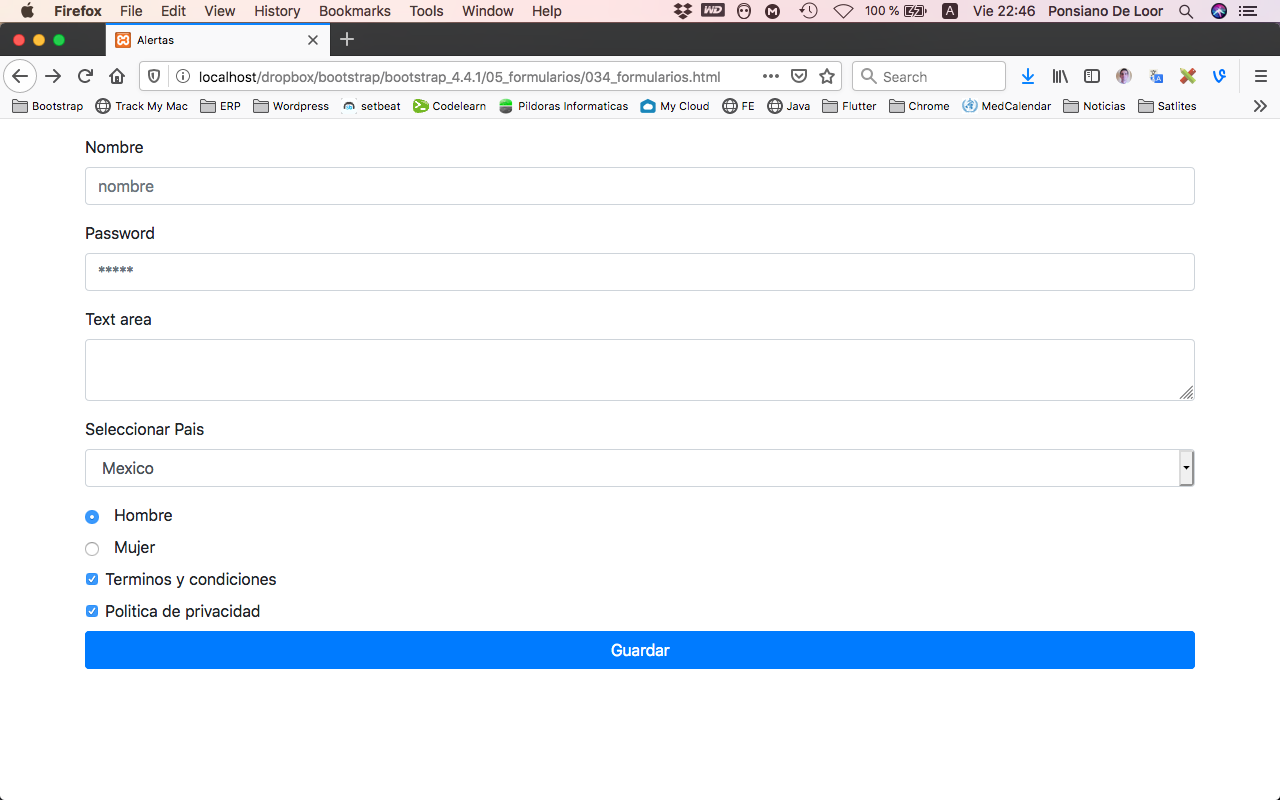 Firefox File Edit View History Bookmarks Tools Window Help WD M 100 % A Vie 22:46 Ponsiano De Loor
Alertas
localhost/dropbox/bootstrap/bootstrap_4.4.1/05_formularios/034_formularios.html Search
Bootstrap Track My Mac ERP Wordpress setbeat Codelearn Pildoras Informaticas My Cloud FE Java Flutter Chrome MedCalendar Noticias Satlites
Nombre
nombre
Password
*****
Text area
Seleccionar Pais
Mexico
Hombre
Mujer
Terminos y condiciones
Politica de privacidad
Guardar